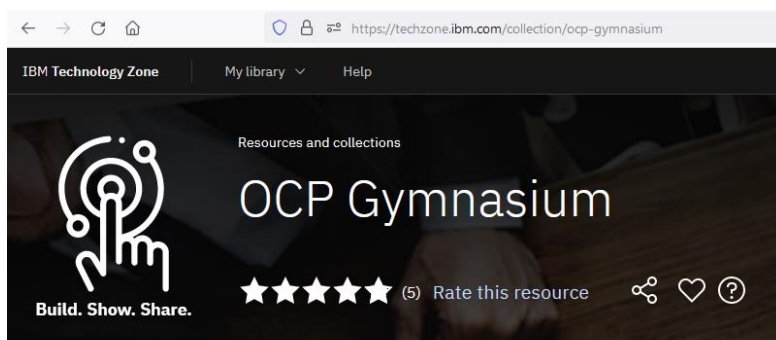 https://techzone.ibm.com/collection/ocp-gymnasium
IBM Technology Zone
My library
Help
Resources and collections
OCP Gymnasium
(5) Rate this resource
Build. Show. Share.